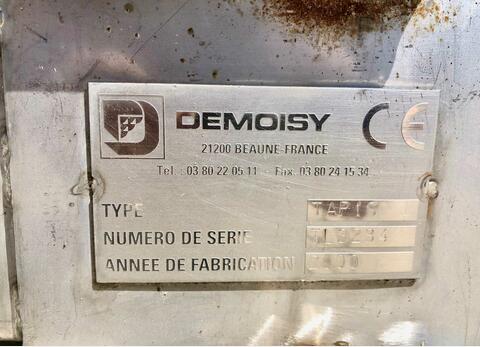 DEMOISY CE
21200 BEAUNE-FRANCE
Tel : 03 80 22 05 11 - Fax. 03 80 24 15 34
TYPE
NUMERO DE SERIE
ANNEE DE FABRICATION